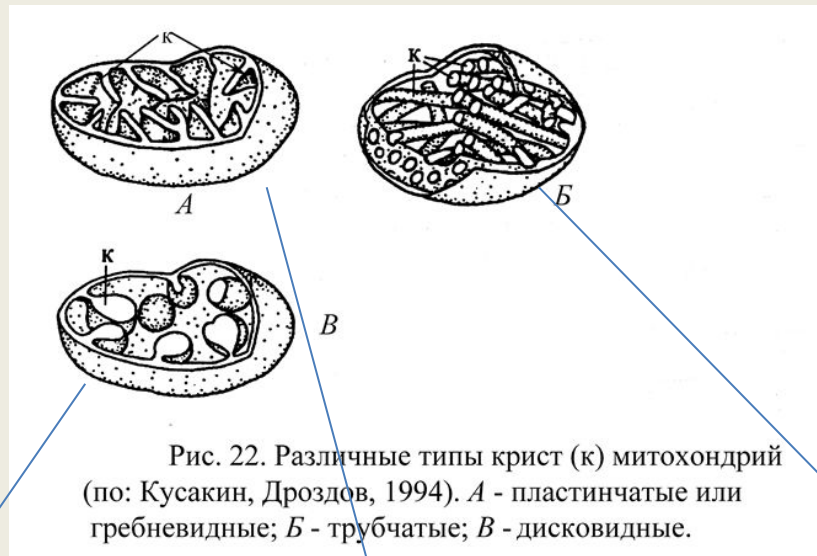 к
к
А
Б
к
В
Рис. 22. Различные типы крист (к) митохондрий
(по: Кусакин, Дроздов, 1994). А - пластинчатые или
гребневидные; Б - трубчатые; В - дисковидные.